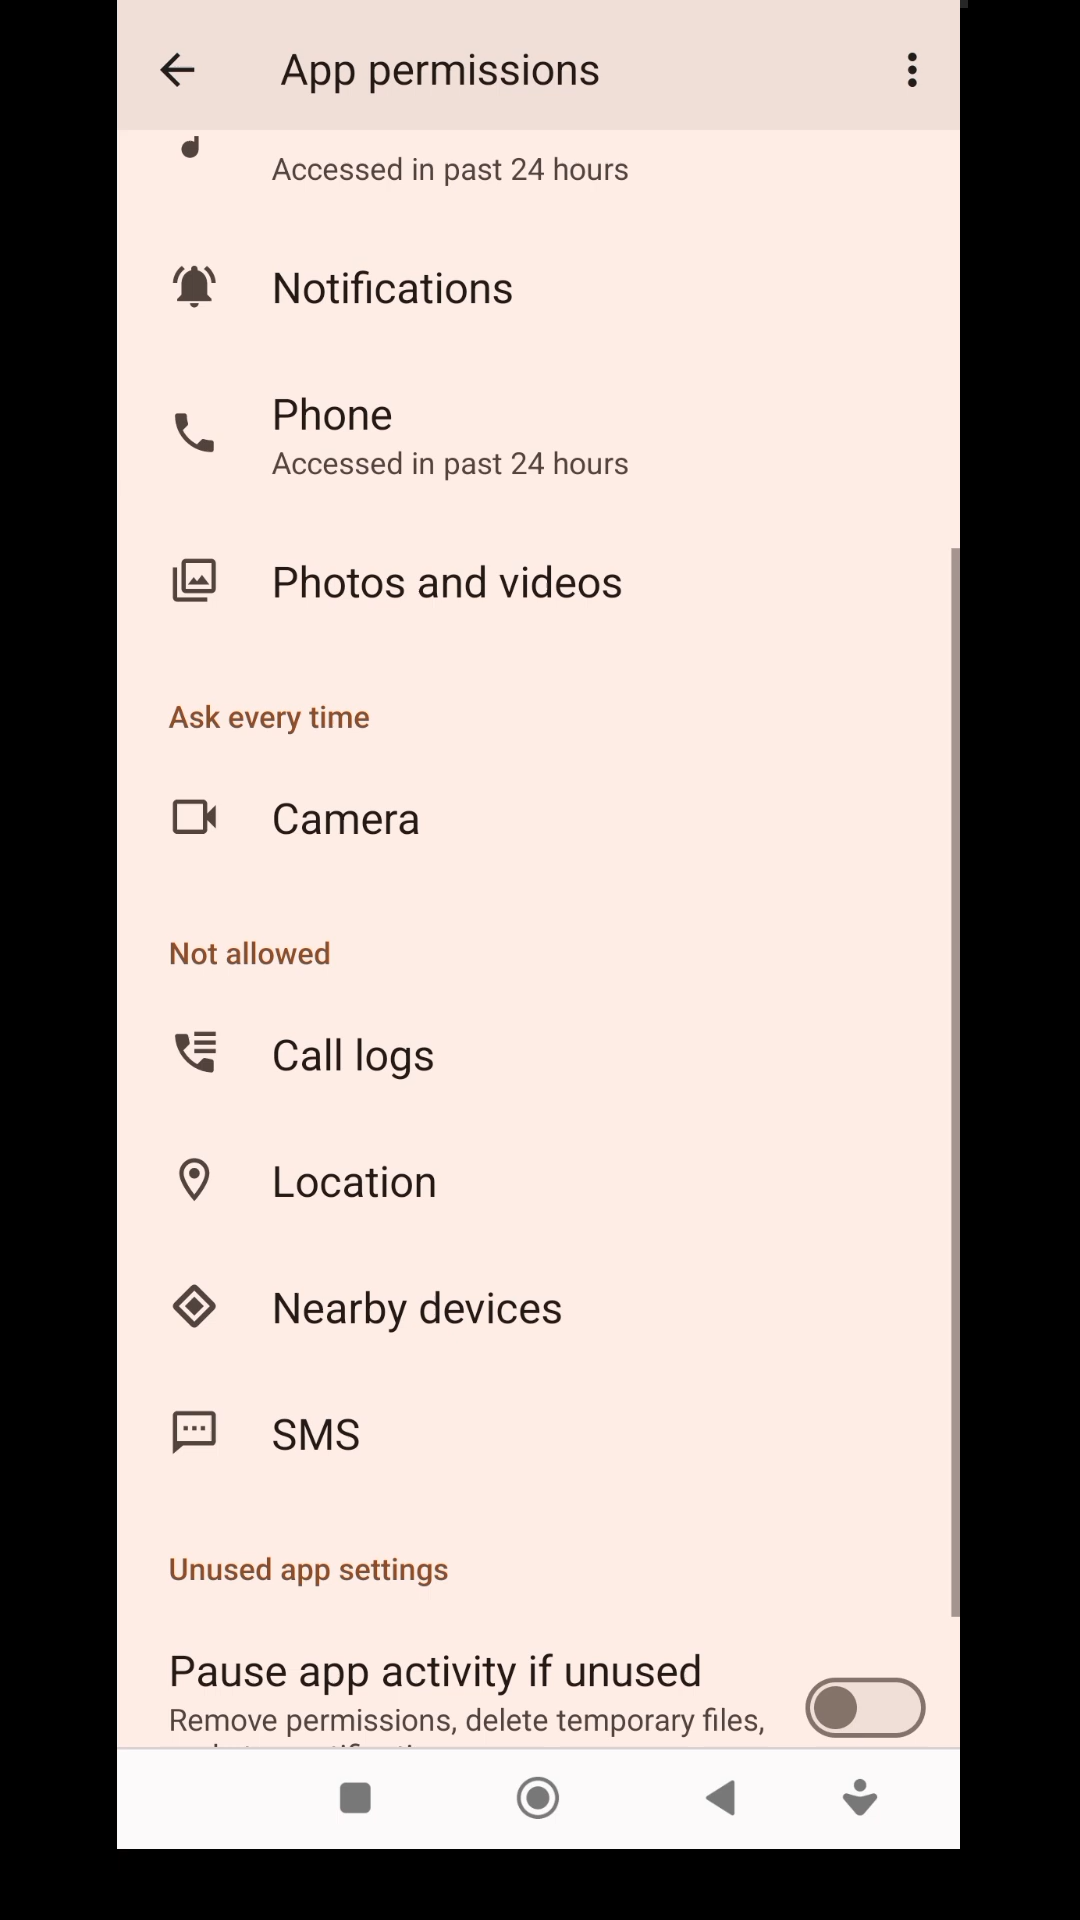 App permissions
Accessed in past 24 hours
Notifications
Phone
Accessed in past 24 hours
Photos and videos
Ask every time
Camera
Not allowed
Call logs
Location
Nearby devices
SMS
Unused app settings
Pause app activity if unused
Remove permissions, delete temporary files,